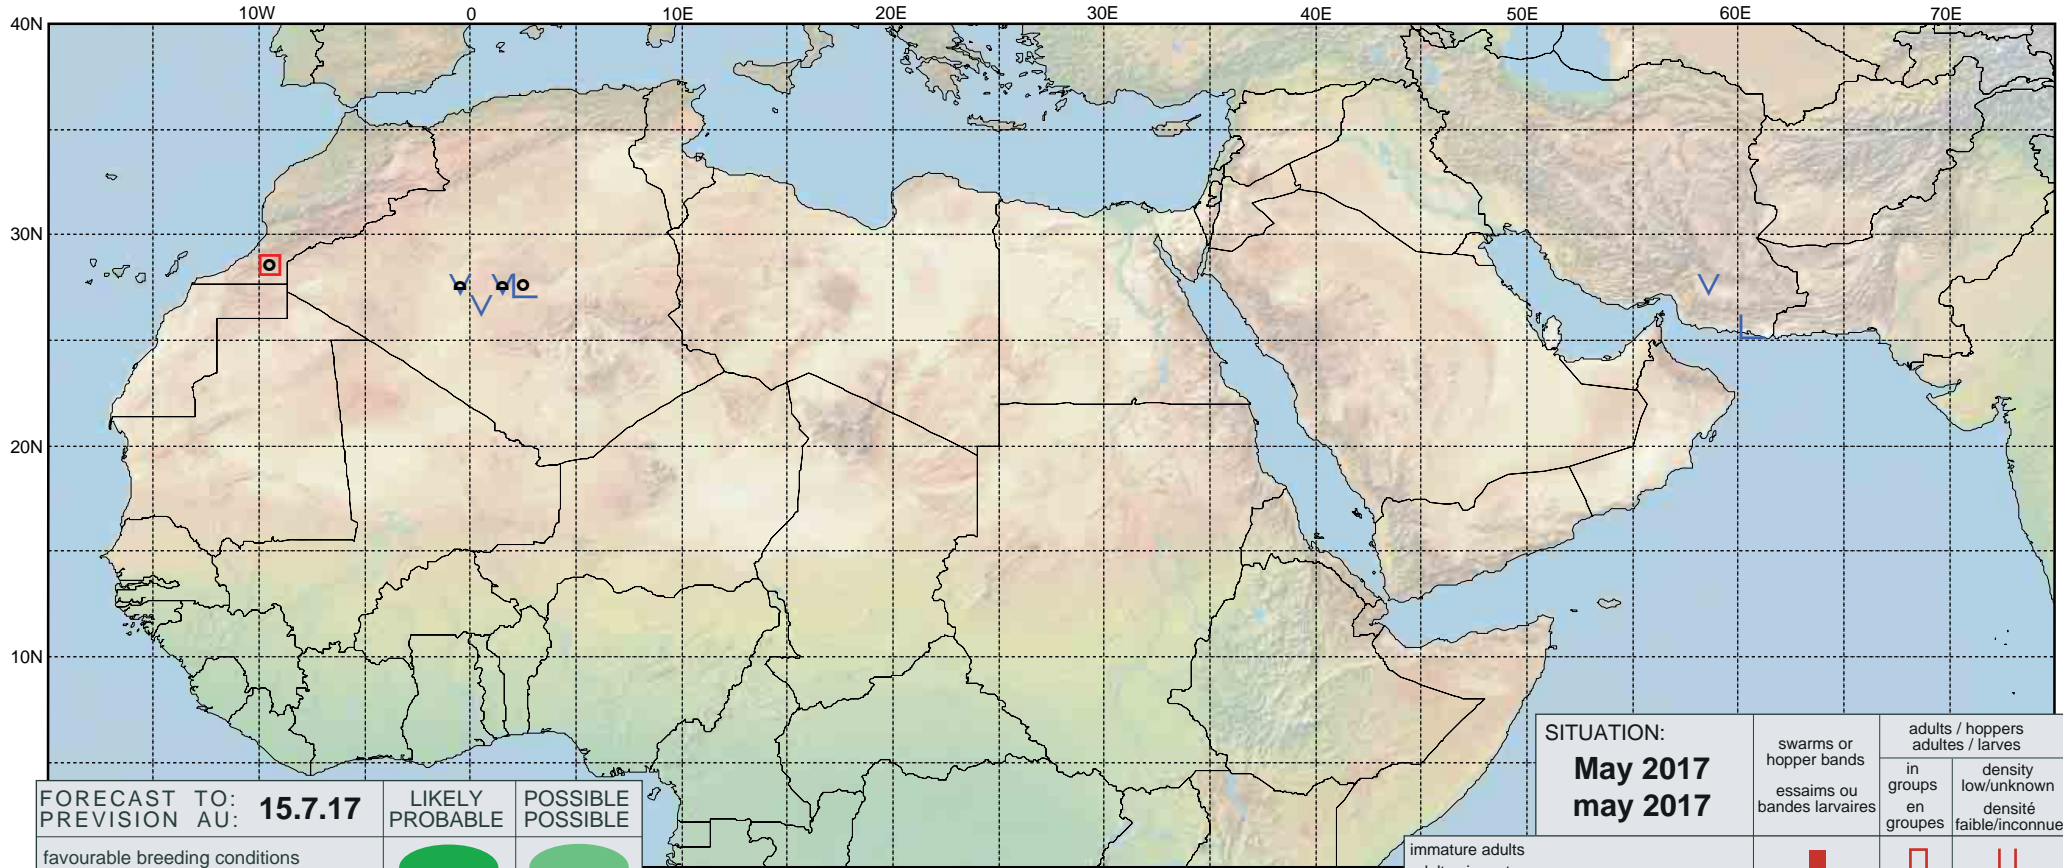 10W 0 10E 20E 30E 40E 50E 60E 70E
40N
30N
20N
10N
FORECAST TO:
PREVISION AU:
15.7.17
LIKELY
PROBABLE
POSSIBLE
POSSIBLE
favourable breeding conditions
SITUATION:
May 2017
may 2017
swarms or
hopper bands
essaims ou
bandes larvaires
adults / hoppers
adultes / larves
in
groups
en
groupes
density
low/unknown
densité
faible/inconnue
immature adults